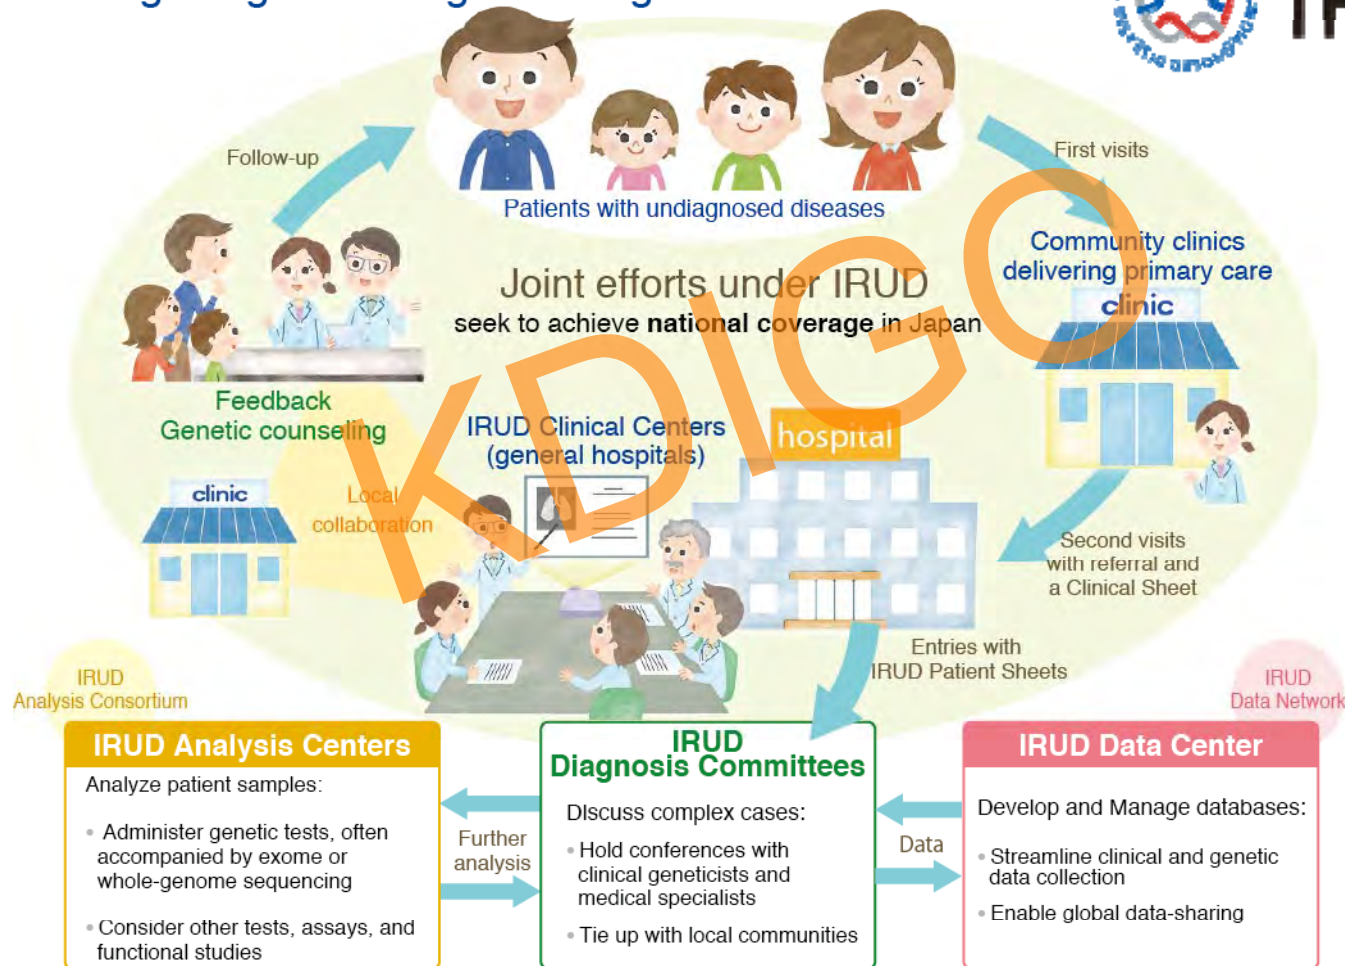 Follow-up
First visits
Patients with undiagnosed diseases
Community clinics
delivering primary care
clinic
Joint efforts under IRUD
seek to achieve national coverage in Japan
Feedback
Genetic counseling
IRUD Clinical Centers
(general hospitals)
hospital
clinic
Local
collaboration
Second visits
with referral and
a Clinical Sheet
Entries with
IRUD Patient Sheets
KDIGO
IRUD
Analysis Consortium
IRUD
Data Network
IRUD Analysis Centers
Analyze patient samples:
• Administer genetic tests, often
accompanied by exome or
whole-genome sequencing
• Consider other tests, assays, and
functional studies
Further
analysis
IRUD
Diagnosis Committees
DIscuss complex cases:
• Hold conferences with
clinical geneticists and
medical specialists
• Tie up with local communities
Data
IRUD Data Center
Develop and Manage databases:
• Streamline clinical and genetic
data collection
• Enable global data-sharing